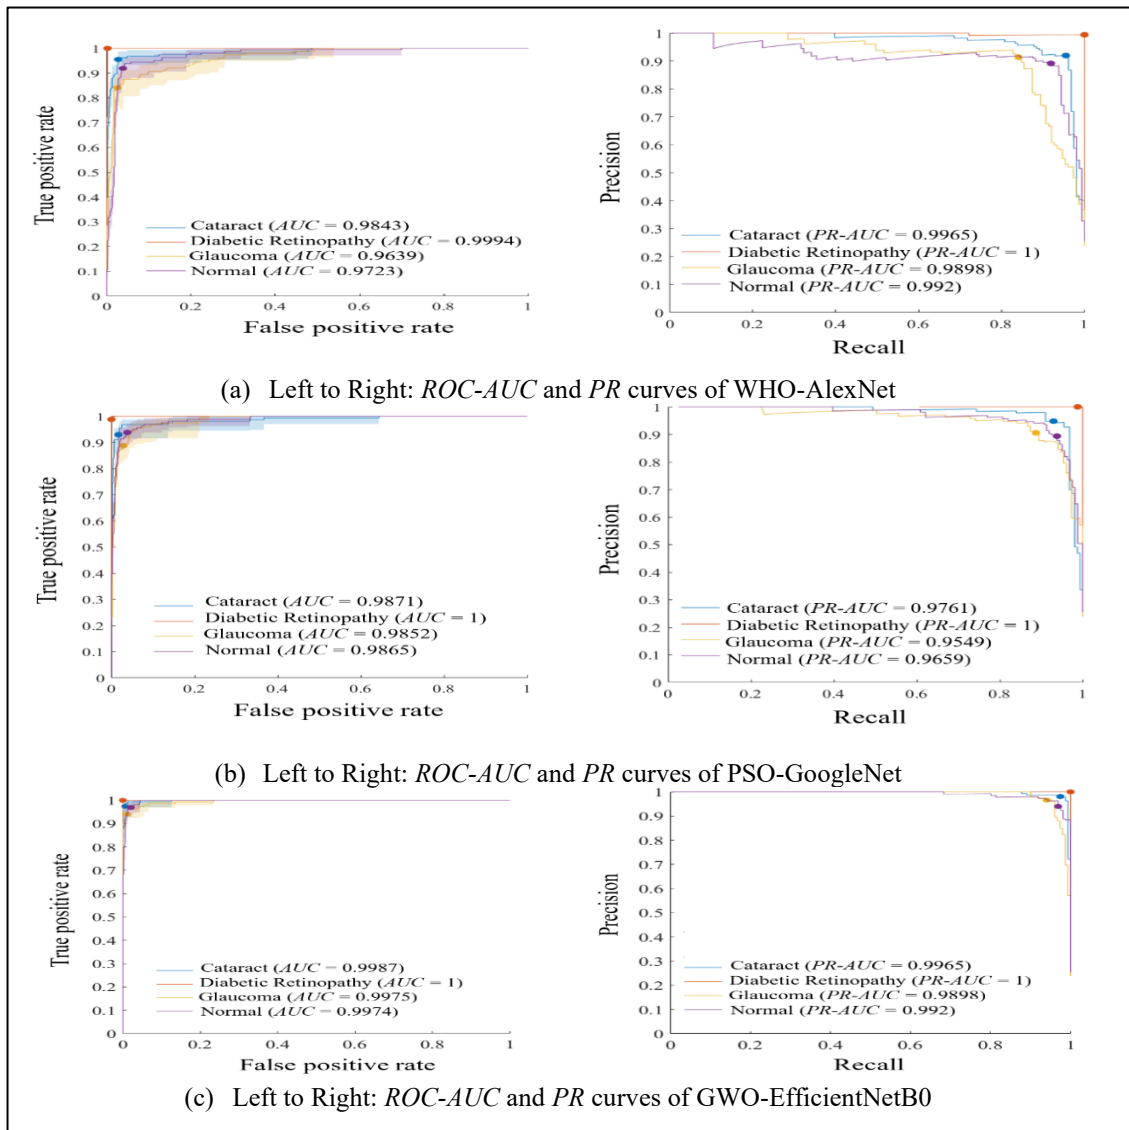 1
0.9
0.8
0.7
0.6
0.5
0.4
0.3
0.2
0.1
0
True positive rate
Cataract (AUC = 0.9843)
Diabetic Retinopathy (AUC = 0.9994)
Glaucoma (AUC = 0.9639)
Normal (AUC = 0.9723)
0 0.2 0.4 0.6 0.8 1
False positive rate
1
0.9
0.8
0.7
0.6
0.5
0.4
0.3
0.2
0.1
0
Precision
Cataract (PR-AUC = 0.9965)
Diabetic Retinopathy (PR-AUC = 1)
Glaucoma (PR-AUC = 0.9898)
Normal (PR-AUC = 0.992)
0 0.2 0.4 0.6 0.8 1
Recall
(a) Left to Right: ROC-AUC and PR curves of WHO-AlexNet
1
0.9
0.8
0.7
0.6
0.5
0.4
0.3
0.2
0.1
0
True positive rate
Cataract (AUC = 0.9871)
Diabetic Retinopathy (AUC = 1)
Glaucoma (AUC = 0.9852)
Normal (AUC = 0.9865)
0 0.2 0.4 0.6 0.8 1
False positive rate
1
0.9
0.8
0.7
0.6
0.5
0.4
0.3
0.2
0.1
0
Precision
Cataract (PR-AUC = 0.9761)
Diabetic Retinopathy (PR-AUC = 1)
Glaucoma (PR-AUC = 0.9549)
Normal (PR-AUC = 0.9659)
0 0.2 0.4 0.6 0.8 1
Recall
(b) Left to Right: ROC-AUC and PR curves of PSO-GoogleNet
1
0.9
0.8
0.7
0.6
0.5
0.4
0.3
0.2
0.1
0
True positive rate
Cataract (AUC = 0.9987)
Diabetic Retinopathy (AUC = 1)
Glaucoma (AUC = 0.9975)
Normal (AUC = 0.9974)
0 0.2 0.4 0.6 0.8 1
False positive rate
1
0.9
0.8
0.7
0.6
0.5
0.4
0.3
0.2
0.1
0
Precision
Cataract (PR-AUC = 0.9965)
Diabetic Retinopathy (PR-AUC = 1)
Glaucoma (PR-AUC = 0.9898)
Normal (PR-AUC = 0.992)
0 0.2 0.4 0.6 0.8 1
Recall
(c) Left to Right: ROC-AUC and PR curves of GWO-EfficientNetB0